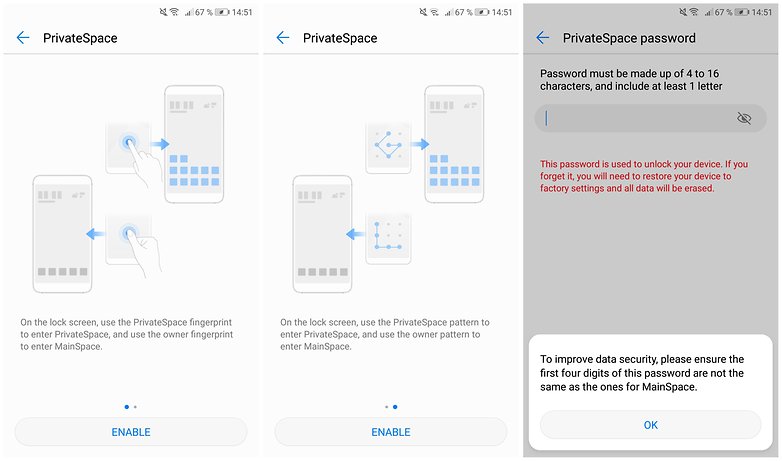 67 % 14:51
PrivateSpace
On the lock screen, use the PrivateSpace fingerprint
to enter PrivateSpace, and use the owner fingerprint
to enter MainSpace.
ENABLE
67 % 14:51
PrivateSpace
On the lock screen, use the PrivateSpace pattern to
enter PrivateSpace, and use the owner pattern to
enter MainSpace.
ENABLE
67 % 14:51
PrivateSpace password
Password must be made up of 4 to 16
characters, and include at least 1 letter
This password is used to unlock your device. If you
forget it, you will need to restore your device to
factory settings and all data will be erased.
To improve data security, please ensure the
first four digits of this password are not the
same as the ones for MainSpace.
OK